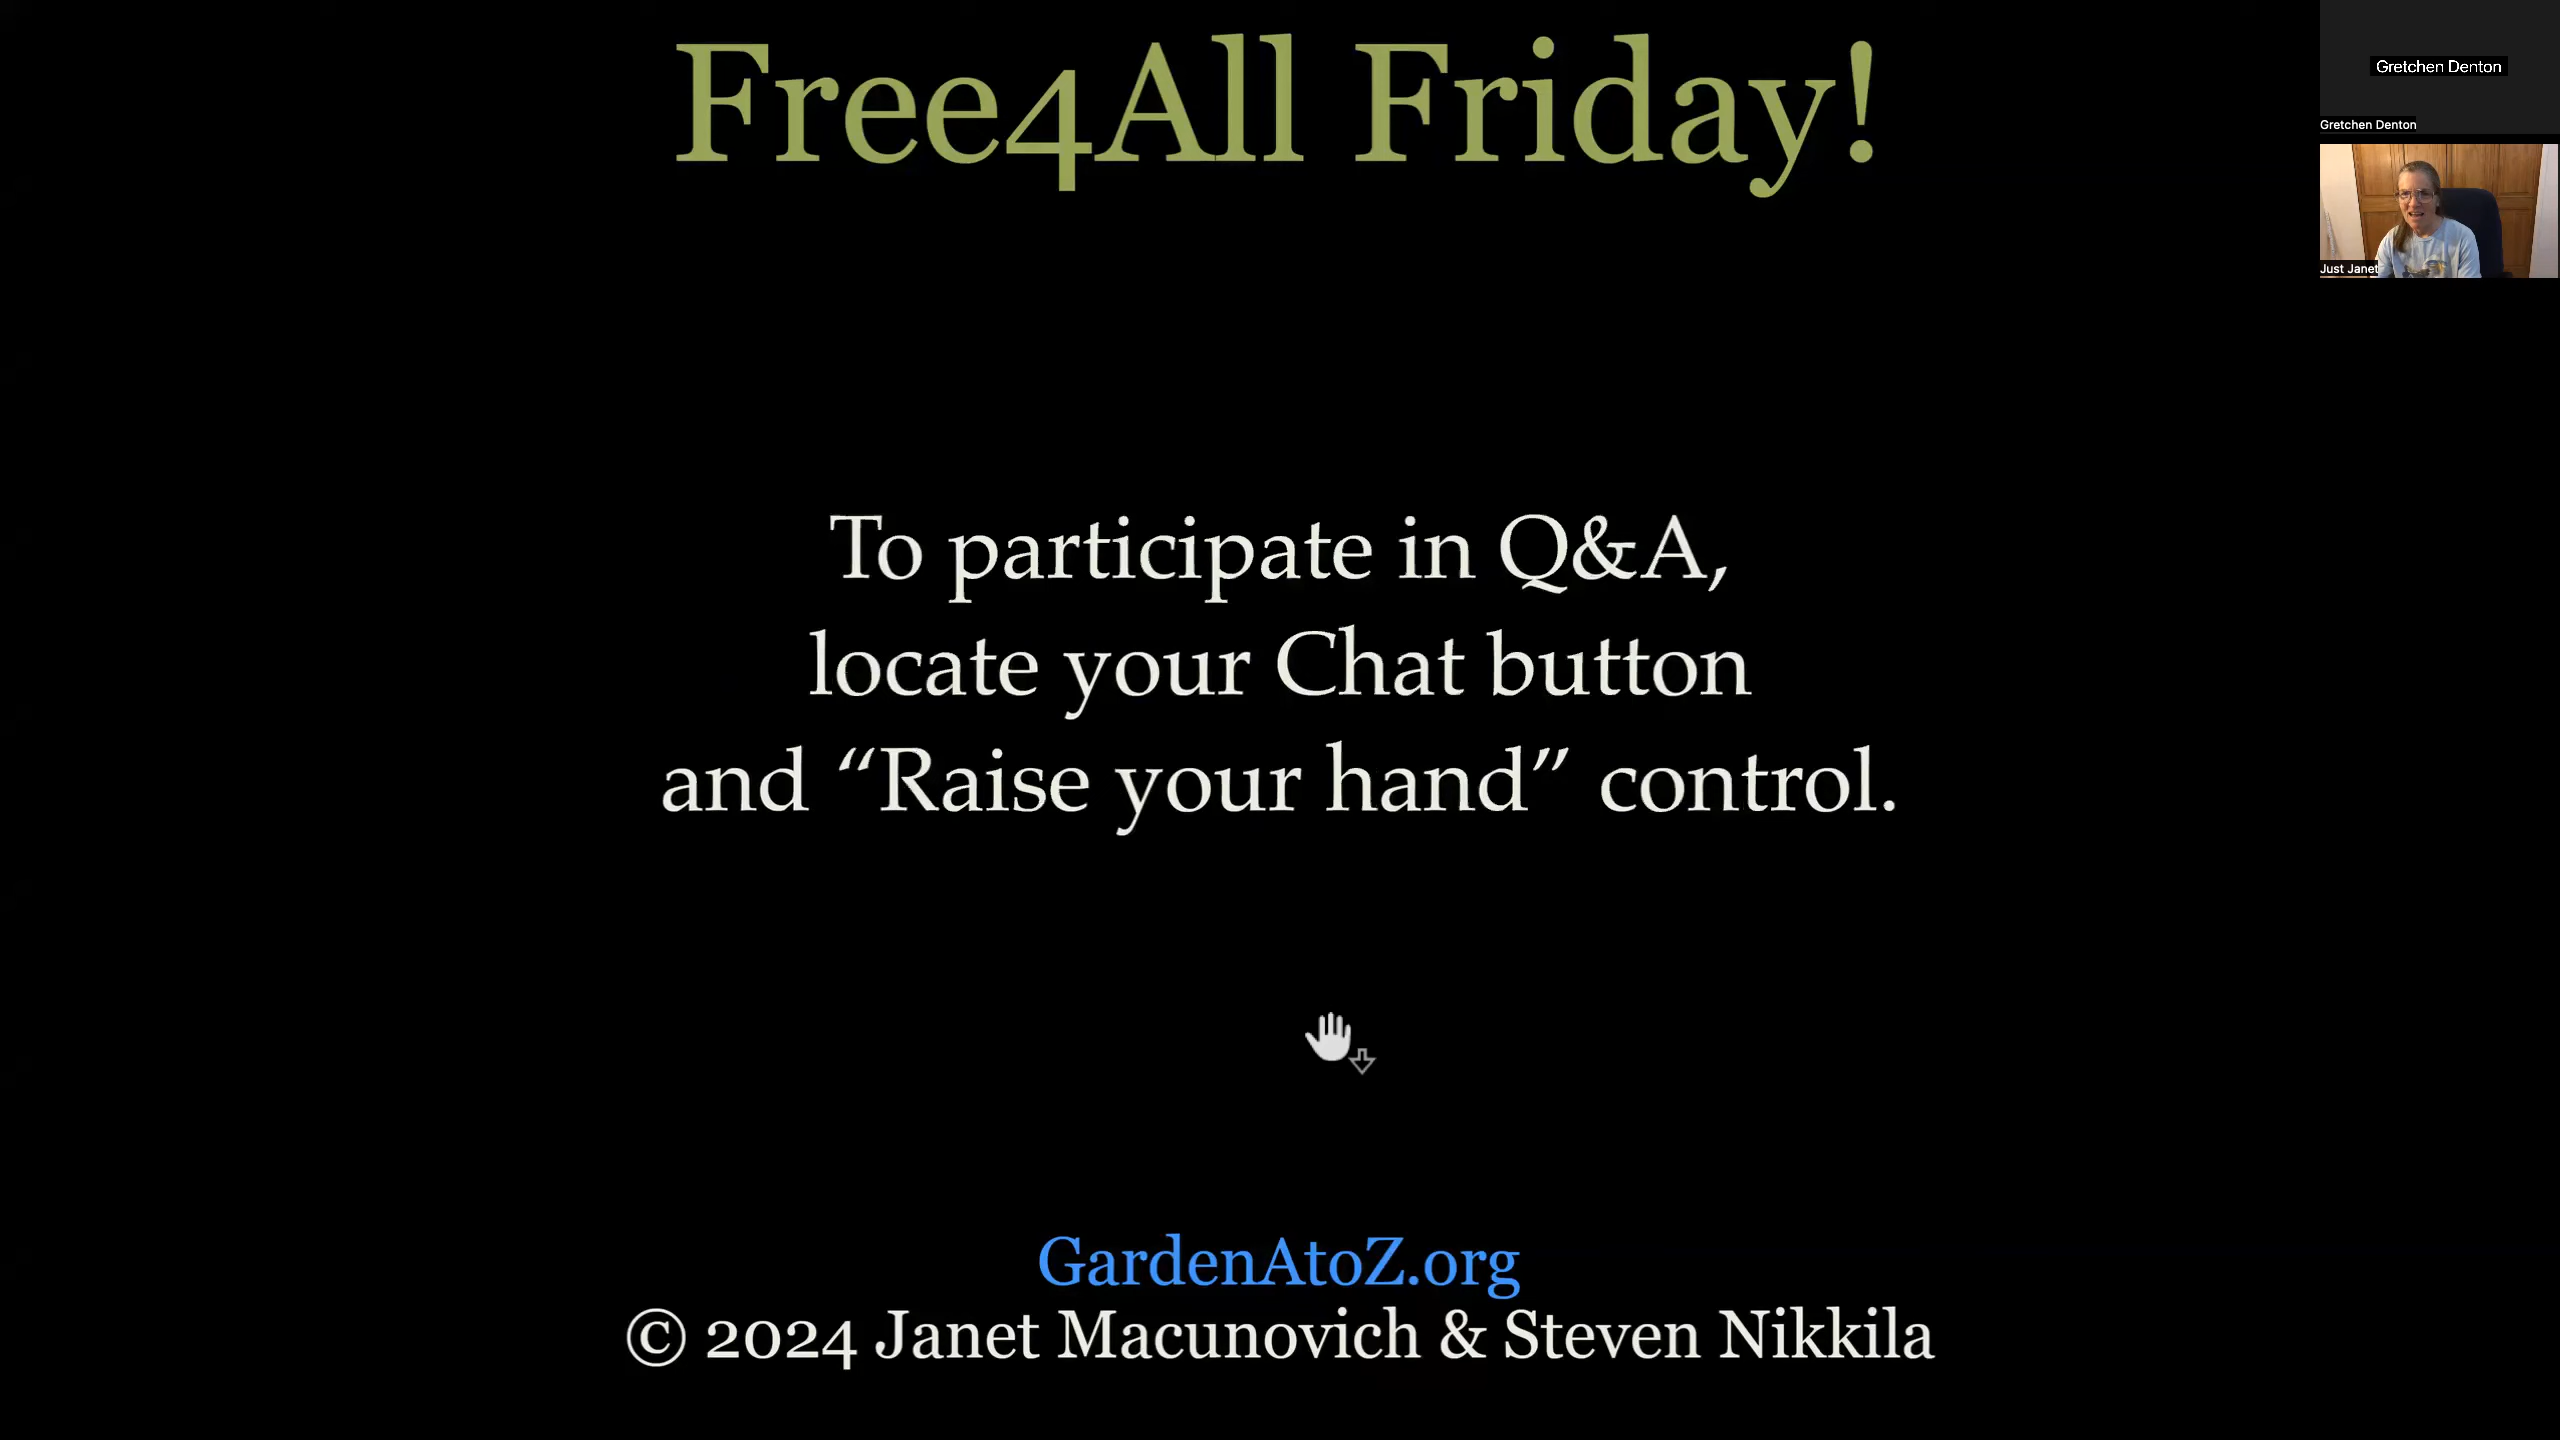 Free4All Friday!
Gretchen Denton
Gretchen Denton
Just Janet
To participate in Q&A,
locate your Chat button
and “Raise your hand” control.
GardenAtoZ.org
© 2024 Janet Macunovich & Steven Nikkila